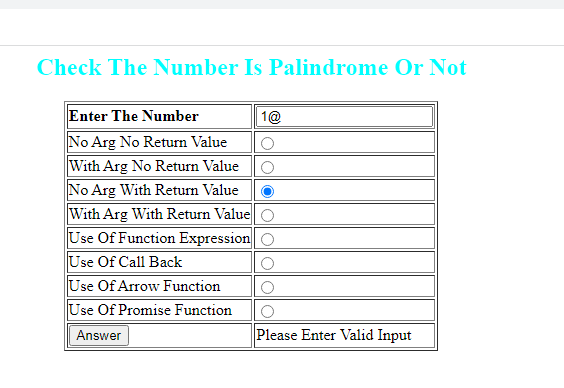 Check The Number Is Palindrome Or Not
Enter The Number 1@
No Arg No Return Value
With Arg No Return Value
No Arg With Return Value
With Arg With Return Value
Use Of Function Expression
Use Of Call Back
Use Of Arrow Function
Use Of Promise Function
Answer Please Enter Valid Input